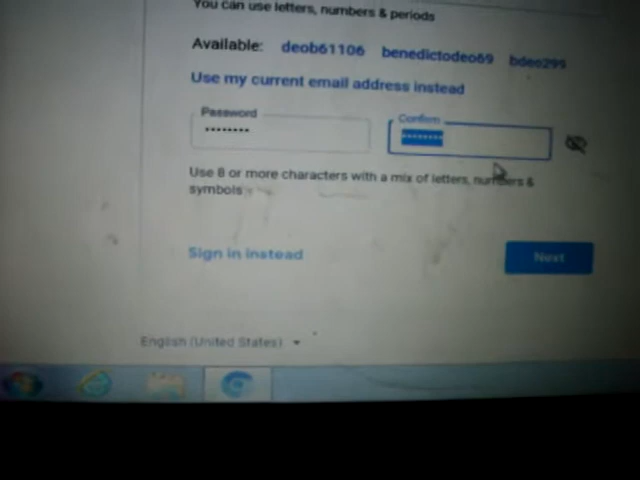 You can use letters, numbers & periods
Available: deob61106 benedictodeo69 bdeo299
Use my current email address instead
Password Confirm
•••••••• ••••••••
Use 8 or more characters with a mix of letters, numbers &
symbols
Sign in instead Next
English (United States)